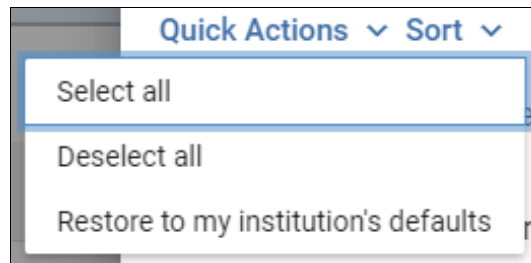 Quick Actions Sort
Select all
Deselect all
Restore to my institution's defaults